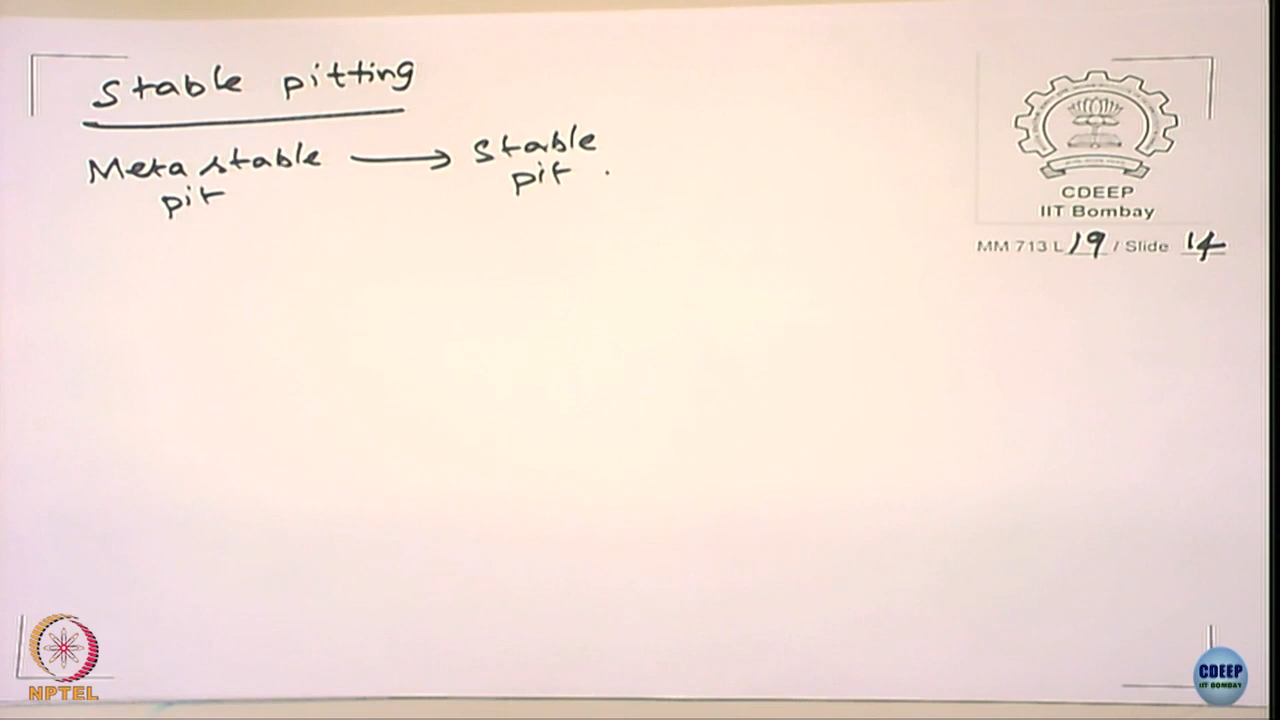 Stable pitting
Meta stable → Stable
pit pit .
CDEEP
IIT Bombay
MM 713 L 19 / Slide 14
NPTEL
CDEEP
IIT BOMBAY